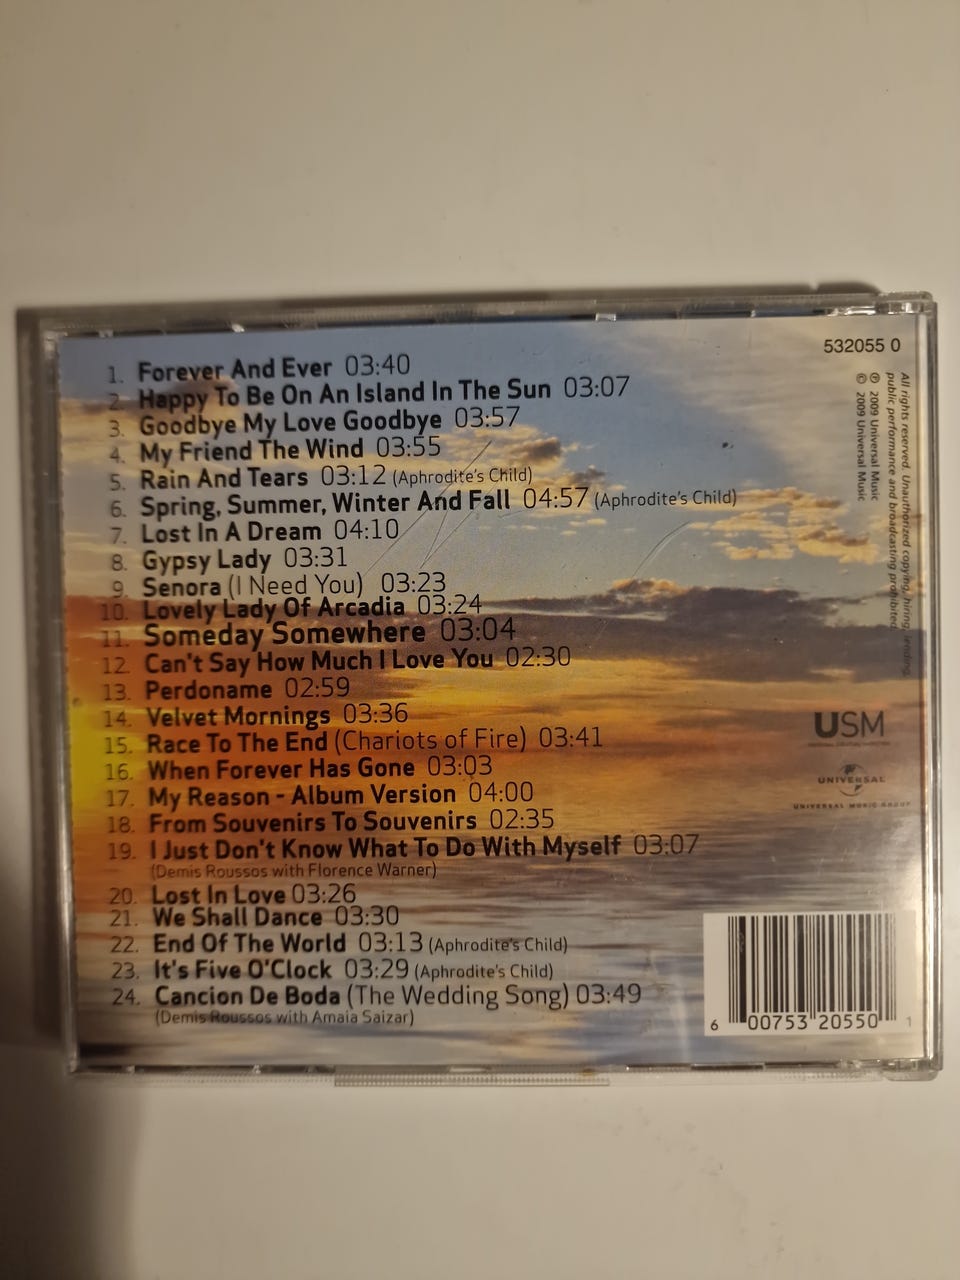 532055 0
1. Forever And Ever 03:40
2. Happy To Be On An Island In The Sun 03:07
3. Goodbye My Love Goodbye 03:57
4. My Friend The Wind 03:55
5. Rain And Tears 03:12 (Aphrodite's Child)
6. Spring, Summer, Winter And Fall 04:57 (Aphrodite's Child)
7. Lost In A Dream 04:10
8. Gypsy Lady 03:31
9. Senora (I Need You) 03:23
10. Lovely Lady Of Arcadia 03:24
11. Someday Somewhere 03:04
12. Can't Say How Much I Love You 02:30
13. Perdoname 02:59
14. Velvet Mornings 03:36
15. Race To The End (Chariots of Fire) 03:41
16. When Forever Has Gone 03:03
17. My Reason - Album Version 04:00
18. From Souvenirs To Souvenirs 02:35
19. I Just Don't Know What To Do With Myself 03:07
(Demis Roussos with Florence Warner)
20. Lost In Love 03:26
21. We Shall Dance 03:30
22. End Of The World 03:13 (Aphrodite's Child)
23. It's Five O'Clock 03:29 (Aphrodite's Child)
24. Cancion De Boda (The Wedding Song) 03:49
(Demis Roussos with Amaia Saizar)
All rights reserved. Unauthorized copying, hiring, lending,
public performance and broadcasting prohibited.
℗ 2009 Universal Music
© 2009 Universal Music
USM
UNIVERSAL
UNIVERSAL MUSIC GROUP
6 00753 20550 1